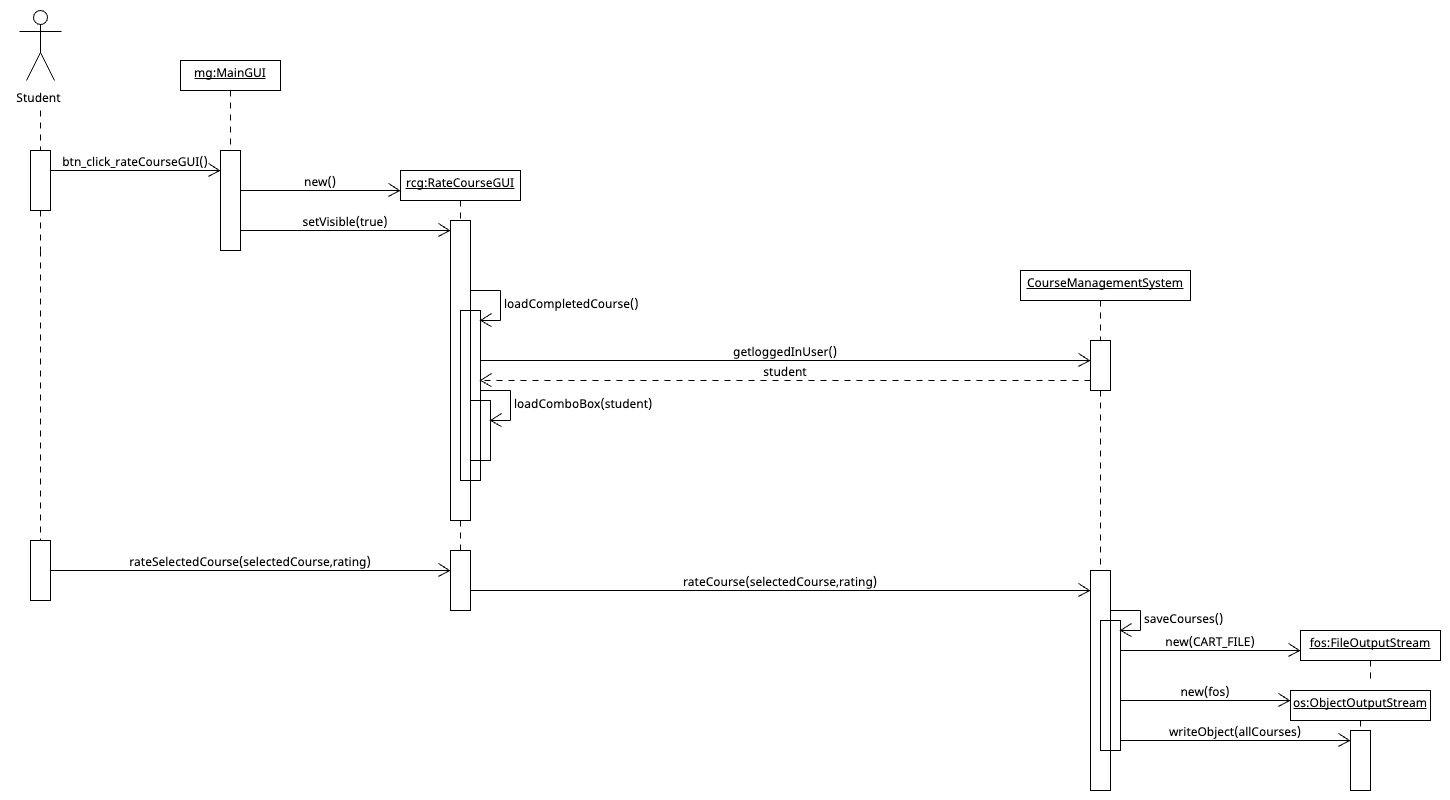 Student
mg:MainGUI
btn_click_rateCourseGUI()
new()
rcg:RateCourseGUI
setVisible(true)
CourseManagementSystem
loadCompletedCourse()
getloggedInUser()
student
loadComboBox(student)
rateSelectedCourse(selectedCourse,rating)
rateCourse(selectedCourse,rating)
saveCourses()
new(CART_FILE)
fos:FileOutputStream
new(fos)
os:ObjectOutputStream
writeObject(allCourses)